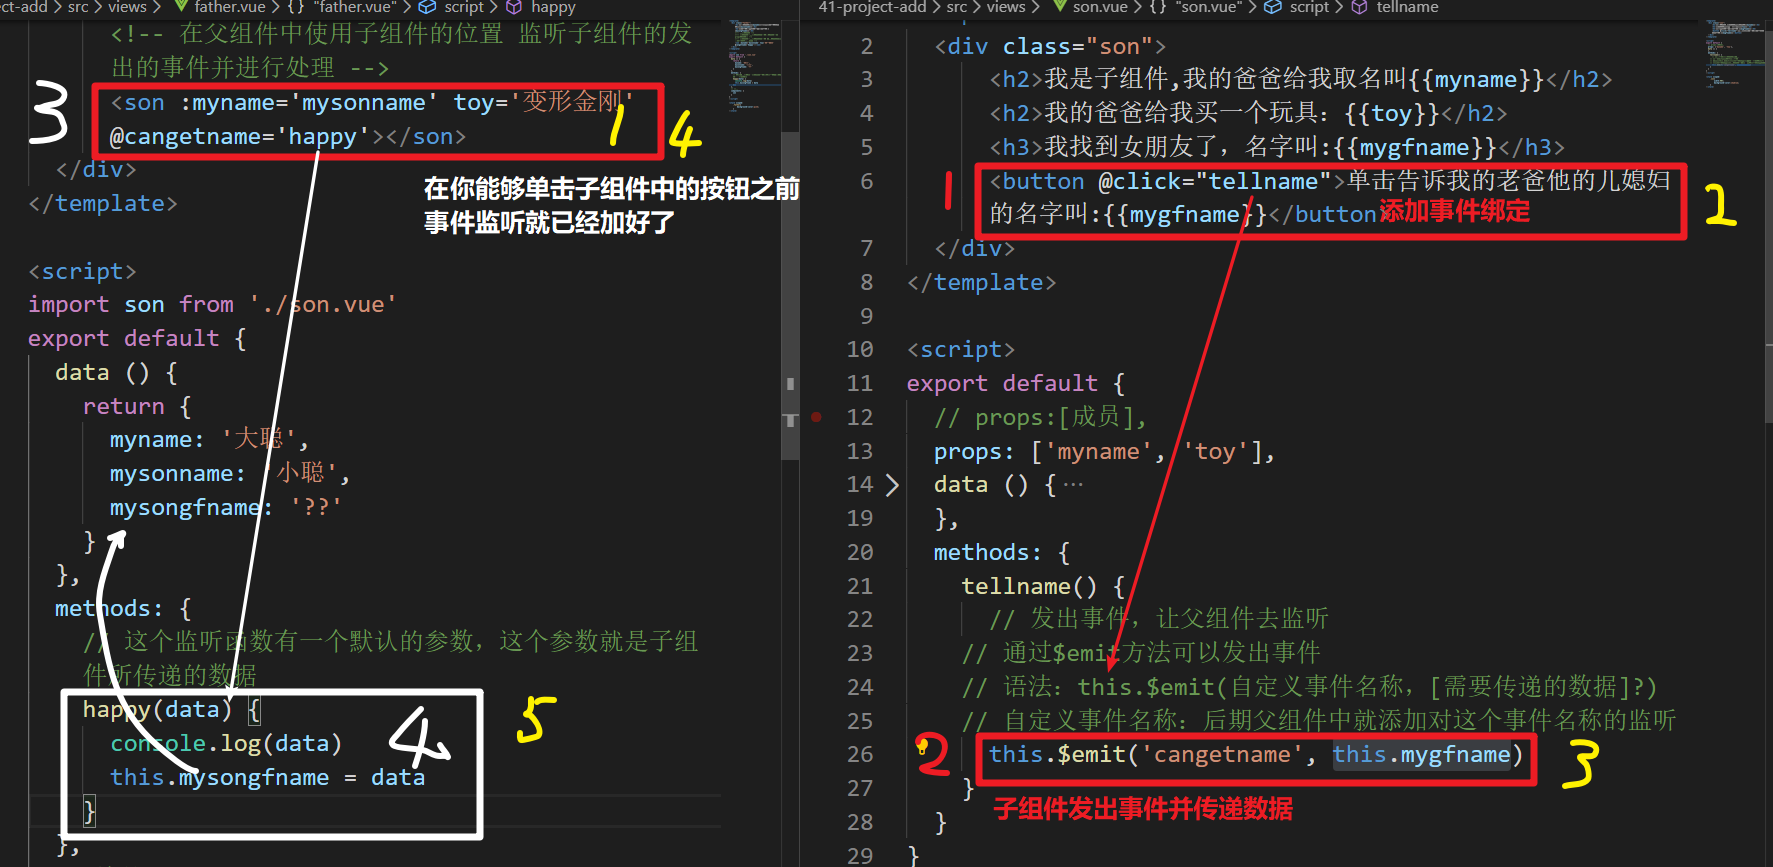 ct-add > src > views > father.vue > {} "father.vue" > script > happy
<!-- 在父组件中使用子组件的位置 监听子组件的发
出的事件并进行处理 -->
3
<son :myname='mysonname' toy='变形金刚'
@cangetname='happy'></son>
1
4
</div>
</template>
在你能够单击子组件中的按钮之前
事件监听就已经加好了
<script>
import son from './son.vue'
export default {
data () {
return {
myname: '大聪',
mysonname: '小聪',
mysongfname: '??'
}
},
methods: {
// 这个监听函数有一个默认的参数，这个参数就是子组
件所传递的数据
happy(data) {
console.log(data)
this.mysongfname = data
}
},
4
5
41-project-add > src > views > son.vue > {} "son.vue" > script > tellname
2 <div class="son">
3 <h2>我是子组件,我的爸爸给我取名叫{{myname}}</h2>
4 <h2>我的爸爸给我买一个玩具：{{toy}}</h2>
5 <h3>我找到女朋友了，名字叫:{{mygfname}}</h3>
6 <button @click="tellname">单击告诉我的老爸他的儿媳妇
的名字叫:{{mygfname}}</button>
添加事件绑定
1
2
7 </div>
8 </template>
9
10 <script>
11 export default {
12 // props:[成员],
13 props: ['myname', 'toy'],
14 data () {…
19 },
20 methods: {
21 tellname() {
22 // 发出事件，让父组件去监听
23 // 通过$emit方法可以发出事件
24 // 语法：this.$emit(自定义事件名称，[需要传递的数据]?)
25 // 自定义事件名称：后期父组件中就添加对这个事件名称的监听
26 this.$emit('cangetname', this.mygfname)
2
3
27 }
子组件发出事件并传递数据
28 }
29 }